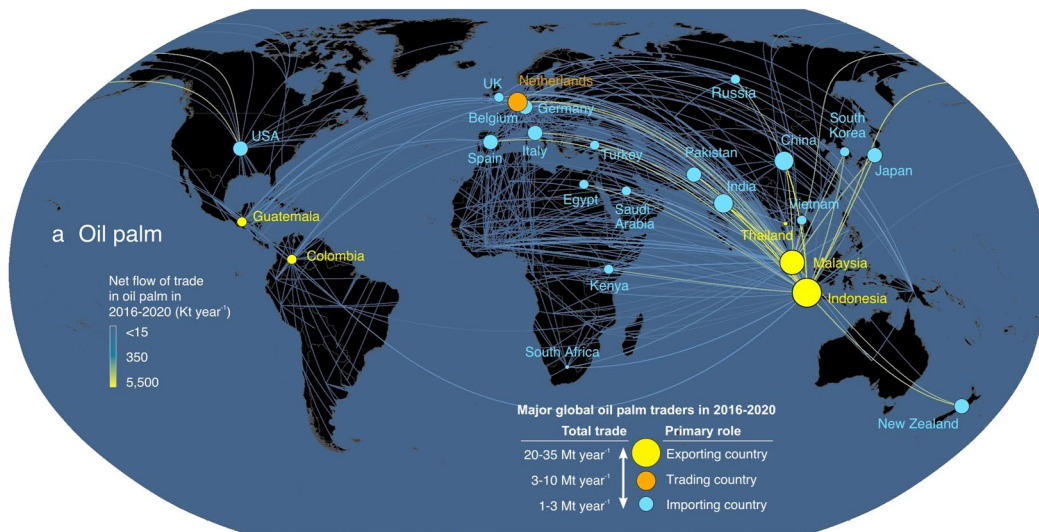 UK
Netherlands
Belgium
Germany
Russia
USA
Spain
Italy
Turkey
Pakistan
China
South
Korea
Japan
India
Egypt
Saudi
Arabia
Vietnam
Guatemala
Thailand
a Oil palm
Colombia
Malaysia
Net flow of trade
in oil palm in
2016-2020 (Kt year⁻¹)
<15
350
5,500
Kenya
Indonesia
South Africa
New Zealand
Major global oil palm traders in 2016-2020
Total trade Primary role
20-35 Mt year⁻¹ Exporting country
3-10 Mt year⁻¹ Trading country
1-3 Mt year⁻¹ Importing country